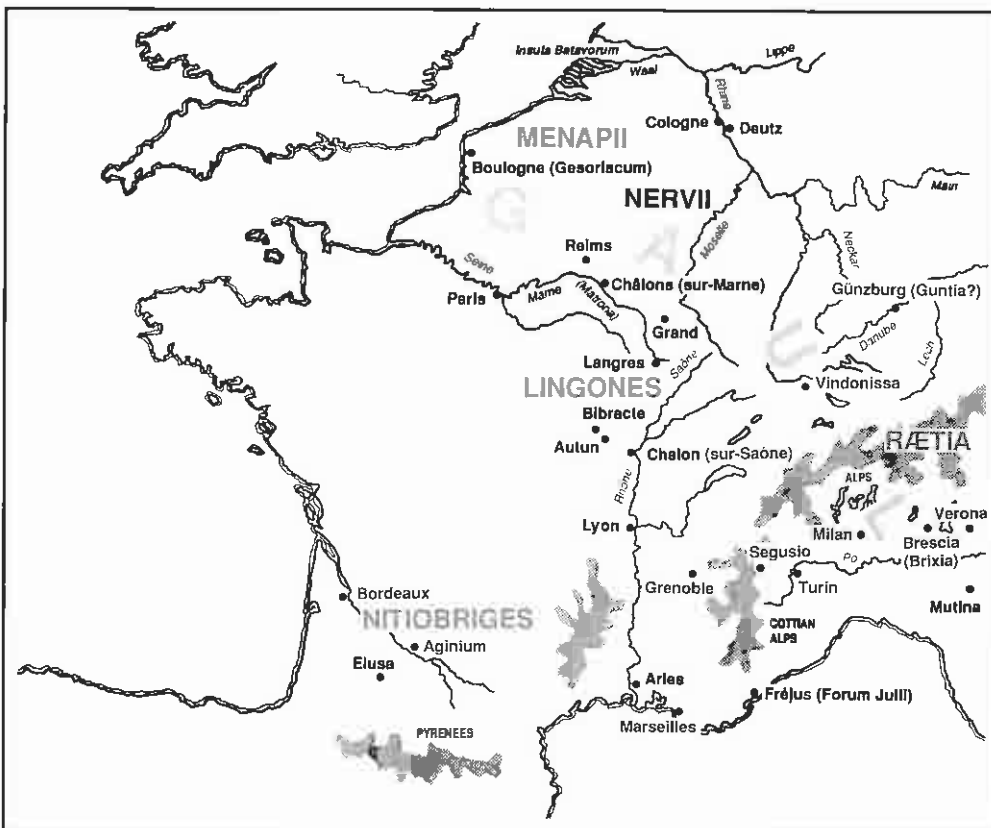 Insula Batavorum
Waal
Lippe
Rhine
Cologne
Deutz
MENAPII
Boulogne (Gesoriacum)
Main
NERVII
G
A
U
L
Moselle
Neckar
Reims
Seine
Châlons (sur-Marne)
Marne
(Matrona)
Paris
Günzburg (Guntia?)
Grand
Danube
Lech
Langres
Saône
LINGONES
Vindonissa
Bibracte
Autun
Chalon (sur-Saône)
RÆTIA
ALPS
Rhone
Lyon
Milan
Verona
Brescia
(Brixia)
Segusio
Po
Grenoble
Turin
Bordeaux
Mutina
NITIOBRIGES
COTTIAN
ALPS
Aginium
Elusa
Arles
Fréjus (Forum Julii)
Marseilles
PYRENEES